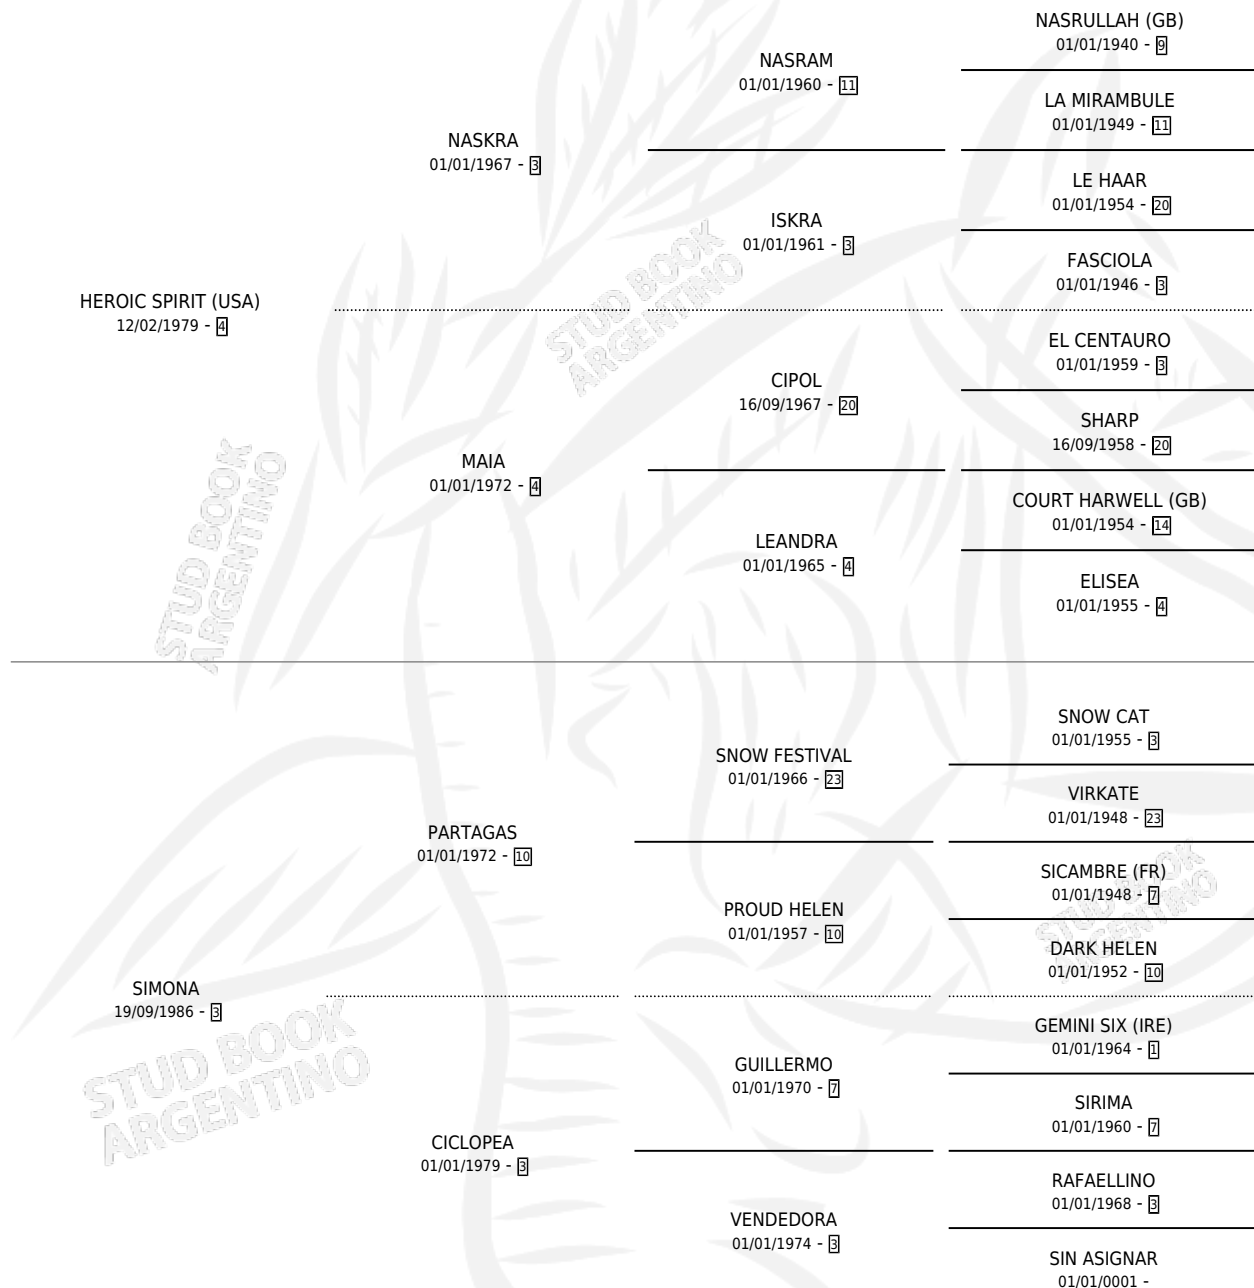 NASRULLAH (GB)
01/01/1940 - 9
NASRAM
01/01/1960 - 11
LA MIRAMBULE
01/01/1949 - 11
NASKRA
01/01/1967 - 3
LE HAAR
01/01/1954 - 20
ISKRA
01/01/1961 - 3
FASCIOLA
01/01/1946 - 3
HEROIC SPIRIT (USA)
12/02/1979 - 4
EL CENTAURO
01/01/1959 - 3
CIPOL
16/09/1967 - 20
SHARP
16/09/1958 - 20
MAIA
01/01/1972 - 4
COURT HARWELL (GB)
01/01/1954 - 14
LEANDRA
01/01/1965 - 4
ELISEA
01/01/1955 - 4
SNOW CAT
01/01/1955 - 3
SNOW FESTIVAL
01/01/1966 - 23
VIRKATE
01/01/1948 - 23
PARTAGAS
01/01/1972 - 10
SICAMBRE (FR)
01/01/1948 - 7
PROUD HELEN
01/01/1957 - 10
DARK HELEN
01/01/1952 - 10
SIMONA
19/09/1986 - 3
GEMINI SIX (IRE)
01/01/1964 - 1
GUILLERMO
01/01/1970 - 7
SIRIMA
01/01/1960 - 7
CICLOPEA
01/01/1979 - 3
RAFAELLINO
01/01/1968 - 3
VENDEDORA
01/01/1974 - 3
SIN ASIGNAR
01/01/0001 -
STUD BOOK
ARGENTINO
STUD BOOK
ARGENTINO
STUD BOOK
ARGENTINO
STUD BOOK
ARGENTINO